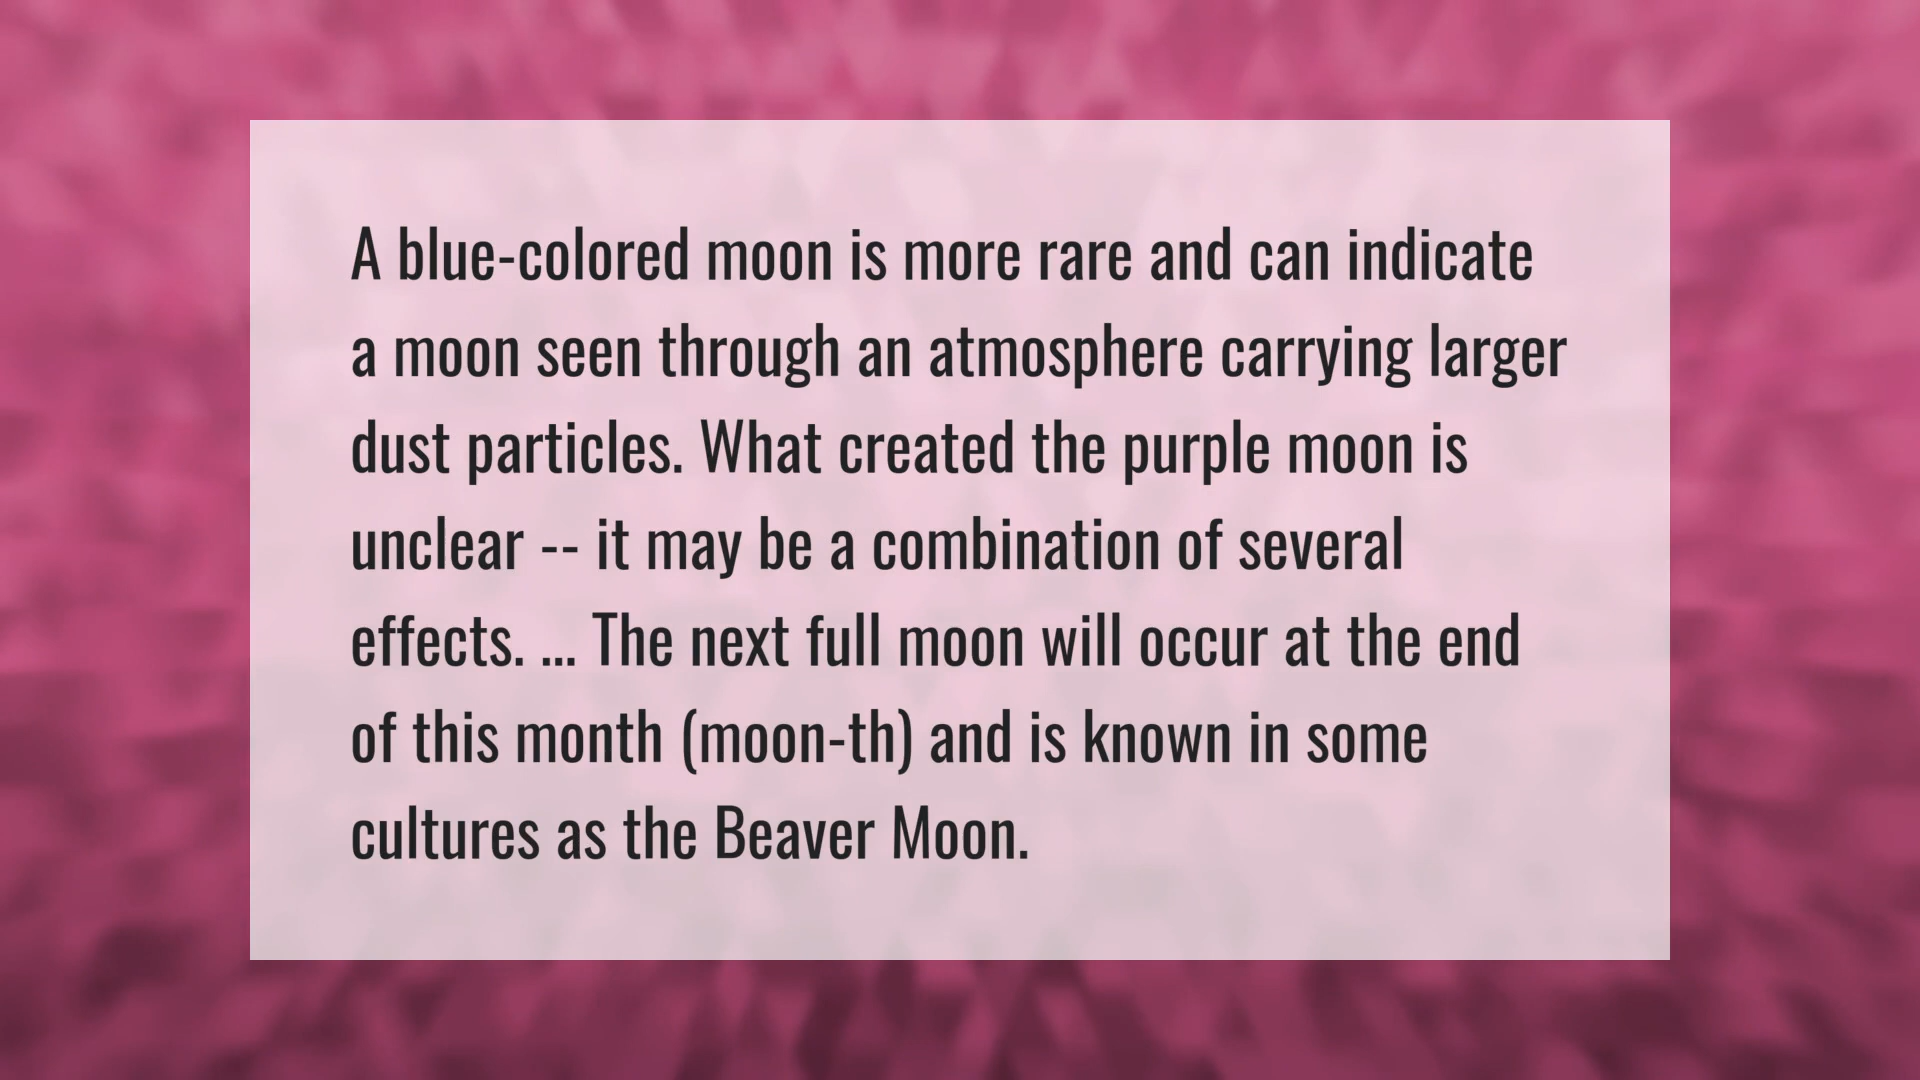 A blue-colored moon is more rare and can indicate
a moon seen through an atmosphere carrying larger
dust particles. What created the purple moon is
unclear -- it may be a combination of several
effects. ... The next full moon will occur at the end
of this month (moon-th) and is known in some
cultures as the Beaver Moon.